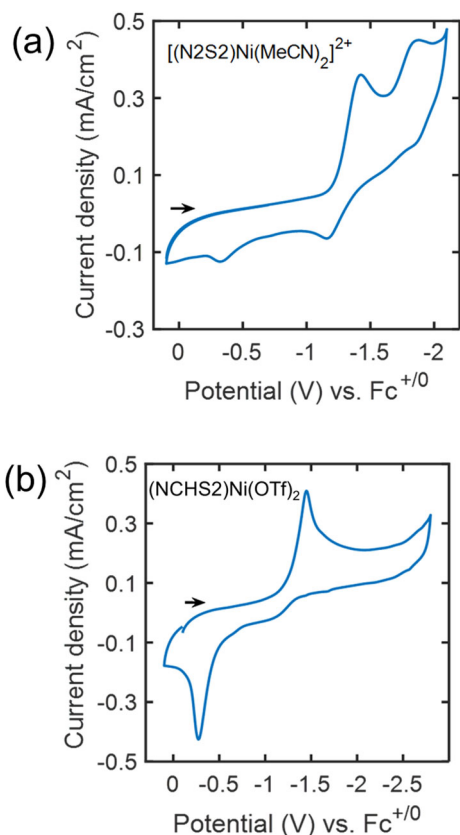 (a)
[(N2S2)Ni(MeCN)2]2+
0.5
0.3
0.1
-0.1
-0.3
Current density (mA/cm2)
0 -0.5 -1 -1.5 -2
Potential (V) vs. Fc+/0
(b)
(NCHS2)Ni(OTf)2
0.5
0.3
0.1
-0.1
-0.3
-0.5
Current density (mA/cm2)
0 -0.5 -1 -1.5 -2 -2.5
Potential (V) vs. Fc+/0